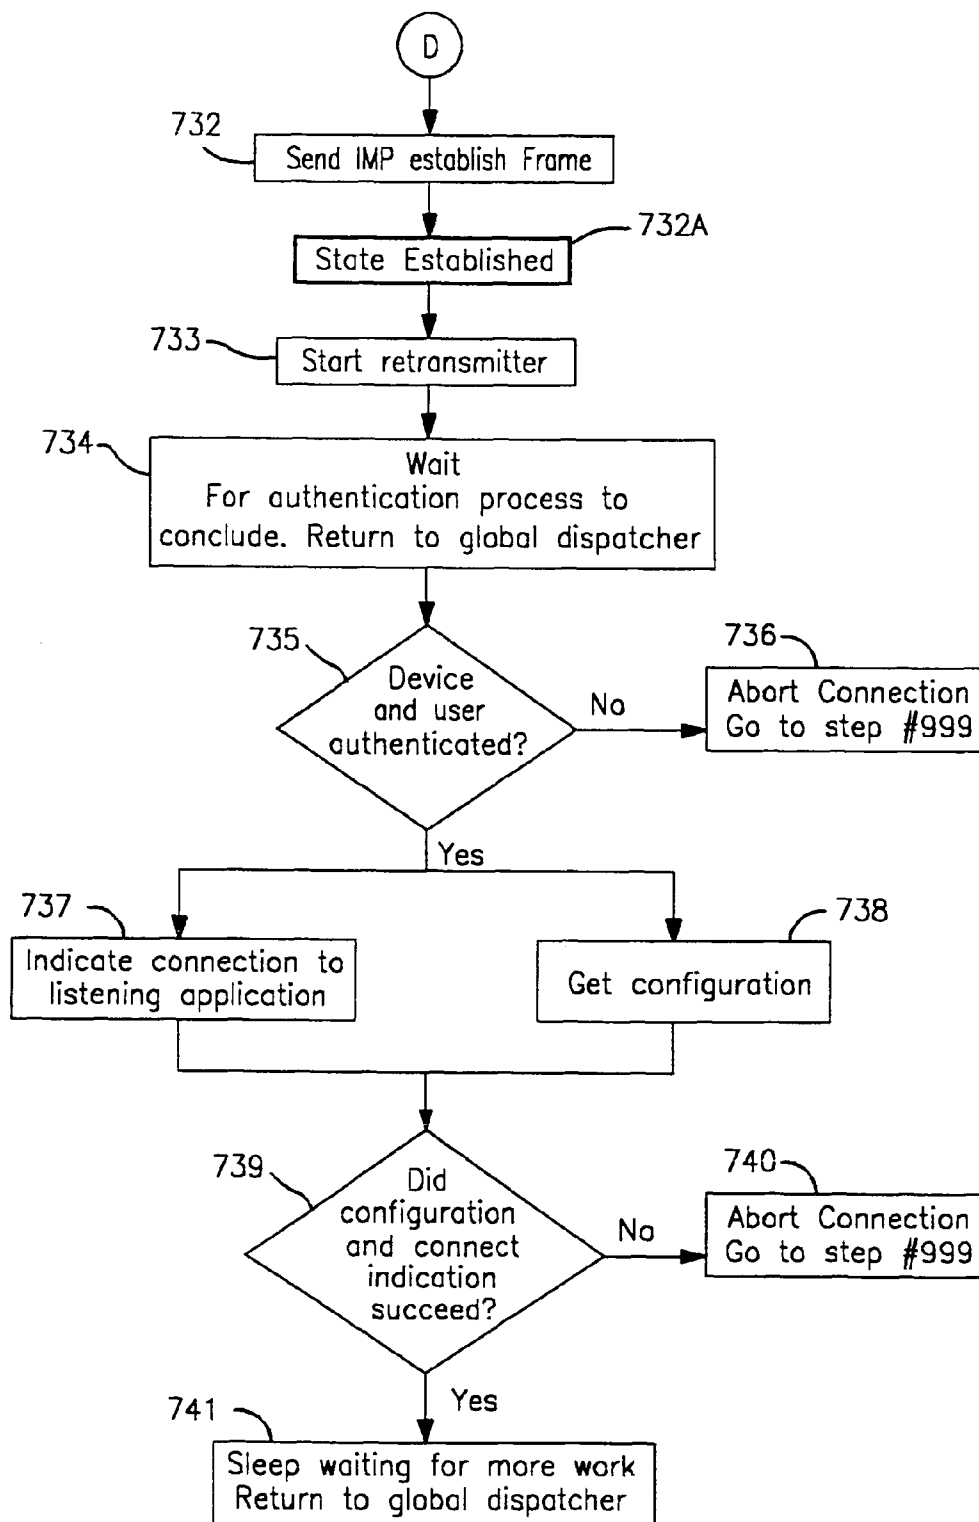 D
732
Send IMP establish Frame
732A
State Established
733
Start retransmitter
734
Wait
For authentication process to
conclude. Return to global dispatcher
735
Device
and user
authenticated?
No
736
Abort Connection
Go to step #999
Yes
737
Indicate connection to
listening application
738
Get configuration
739
Did
configuration
and connect
indication
succeed?
No
740
Abort Connection
Go to step #999
Yes
741
Sleep waiting for more work
Return to global dispatcher